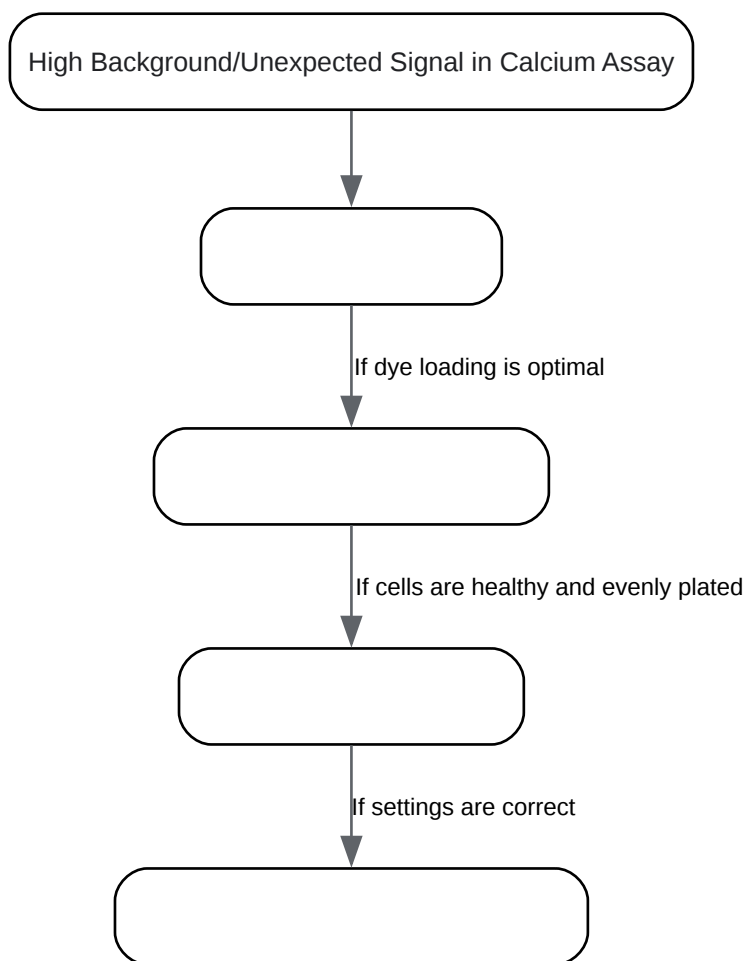 High Background/Unexpected Signal in Calcium Assay
If dye loading is optimal
If cells are healthy and evenly plated
If settings are correct